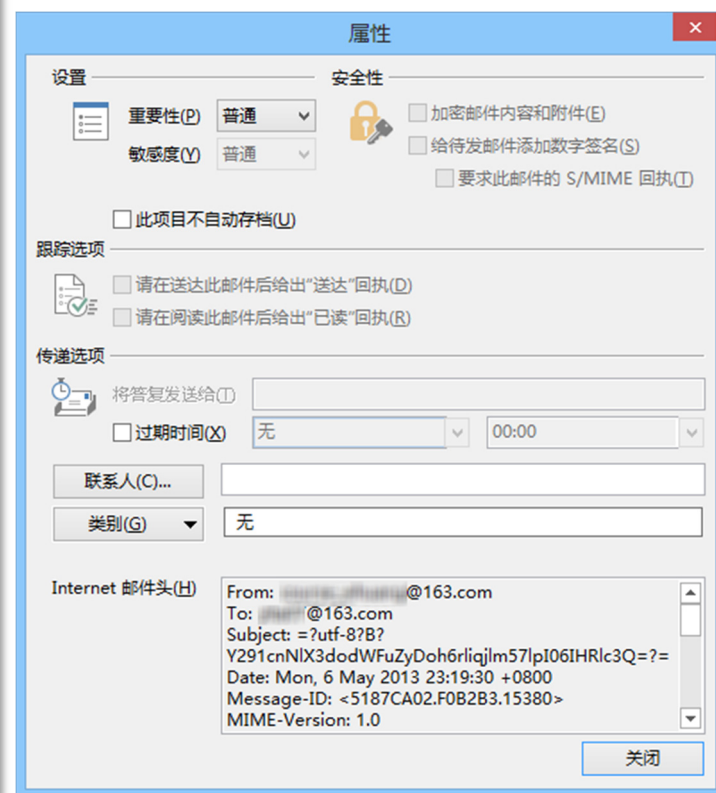 属性
设置
安全性
重要性(P) 普通
加密邮件内容和附件(E)
敏感度(Y) 普通
给待发邮件添加数字签名(S)
要求此邮件的 S/MIME 回执(T)
此项目不自动存档(U)
跟踪选项
请在送达此邮件后给出"送达"回执(D)
请在阅读此邮件后给出"已读"回执(R)
传递选项
将答复发送给(I)
过期时间(X) 无 00:00
联系人(C)...
类别(G) 无
Internet 邮件头(H)
From: @163.com
To: @163.com
Subject: =?utf-8?B?
Y291cnNlX3dodWFuZyDoh6rliqjlm57lpI06IHRlc3Q=?=
Date: Mon, 6 May 2013 23:19:30 +0800
Message-ID: <5187CA02.F0B2B3.15380>
MIME-Version: 1.0
关闭